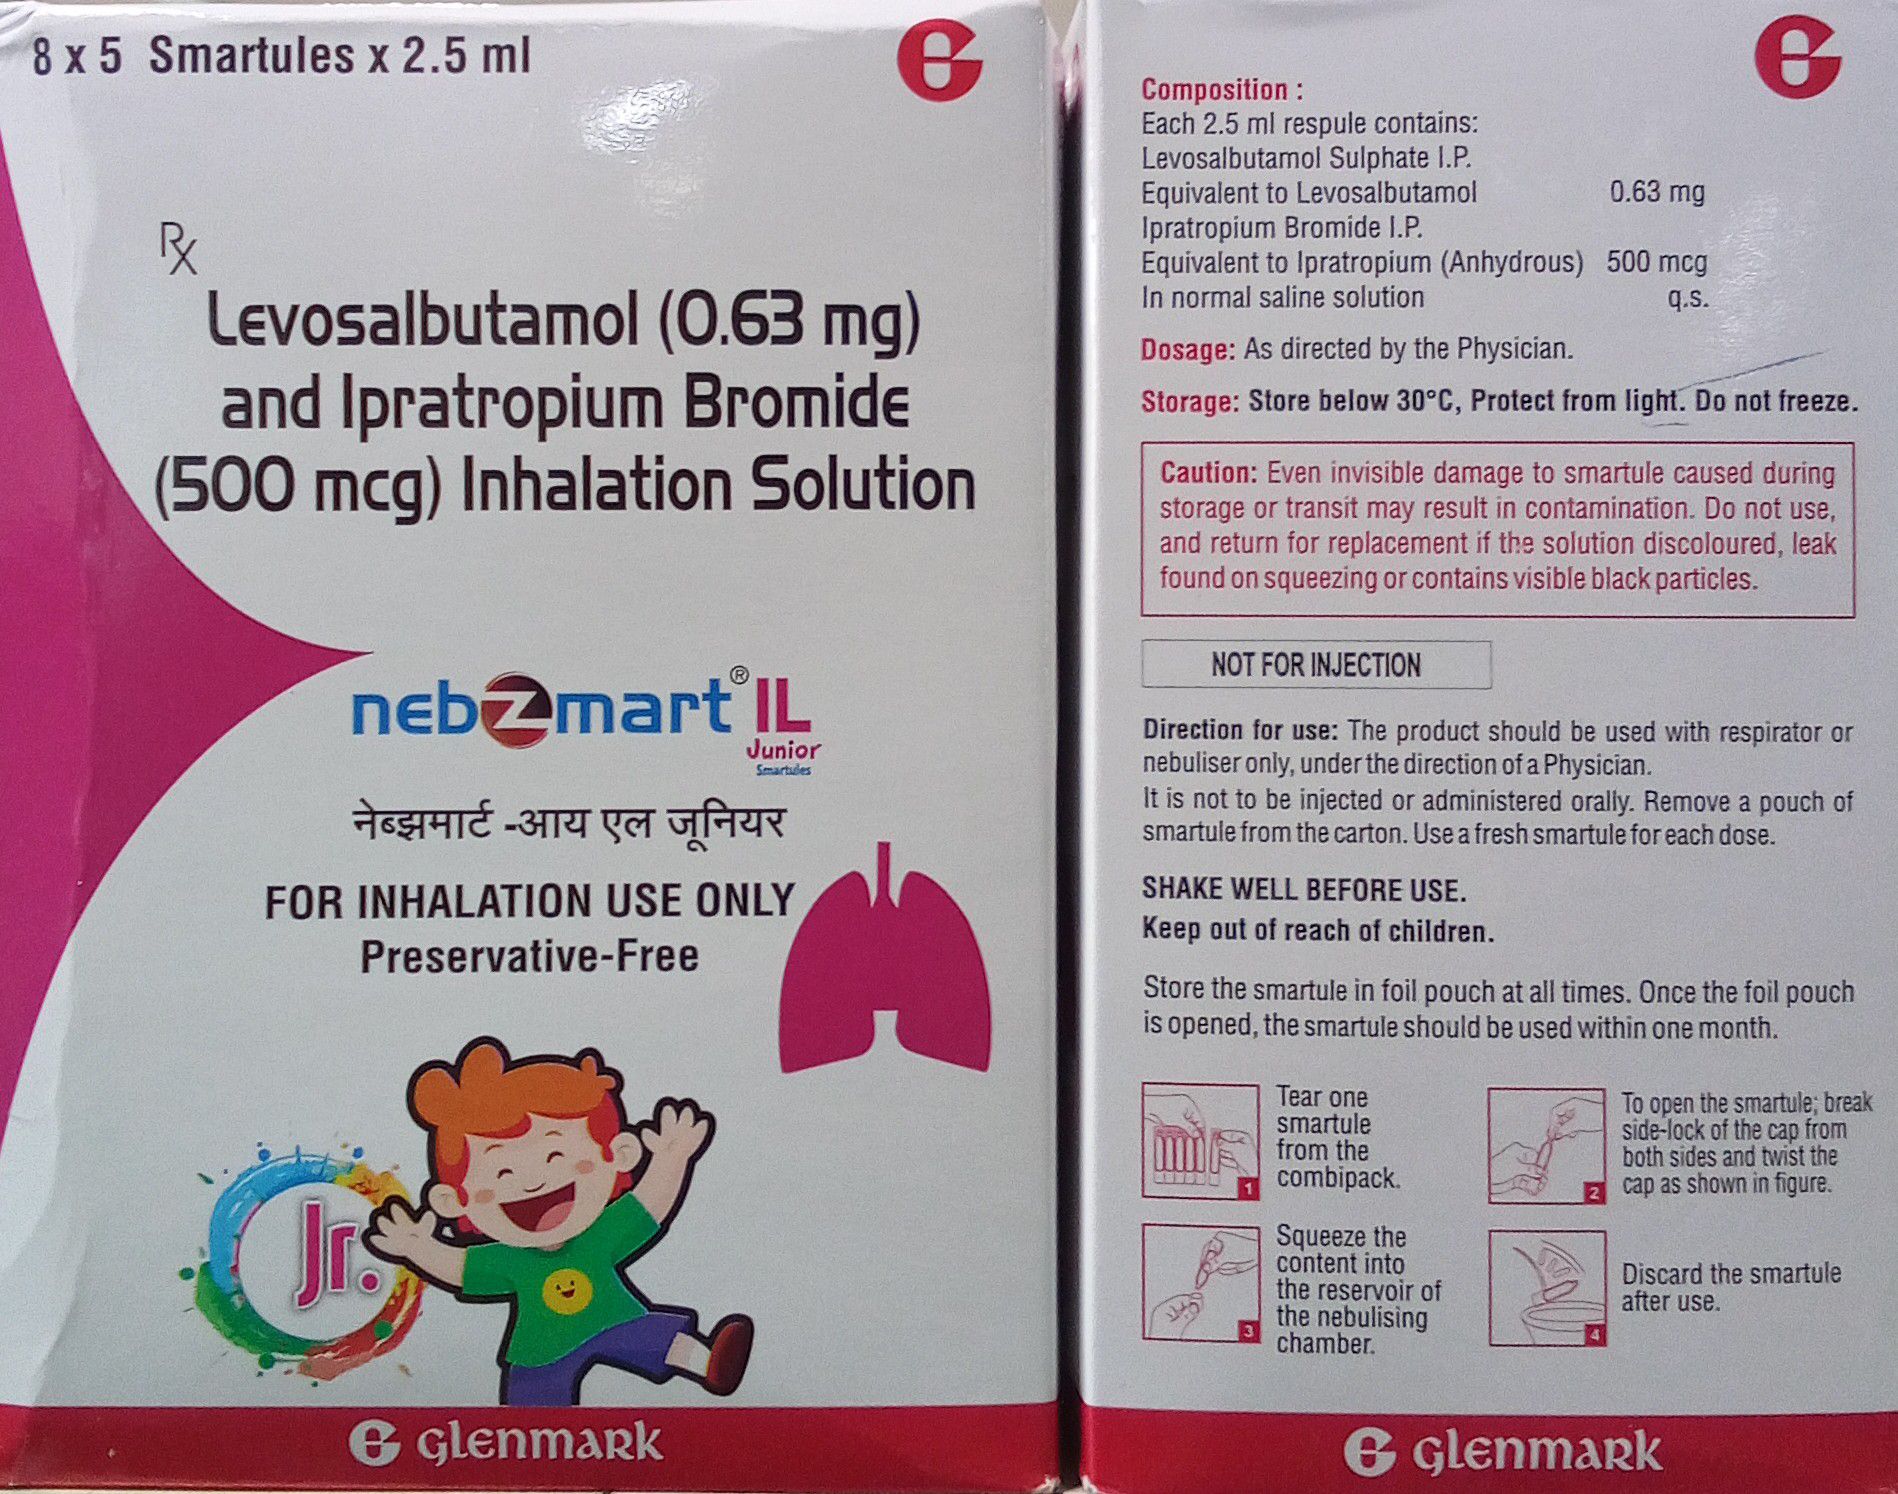 8 x 5 Smartules x 2.5 ml
Rx
Levosalbutamol (0.63 mg)
and Ipratropium Bromide
(500 mcg) Inhalation Solution
nebzmart® IL
Junior
Smartules
नेब्झमार्ट -आय एल जूनियर
FOR INHALATION USE ONLY
Preservative-Free
Jr.
Glenmark
Composition :
Each 2.5 ml respule contains:
Levosalbutamol Sulphate I.P.
Equivalent to Levosalbutamol 0.63 mg
Ipratropium Bromide I.P.
Equivalent to Ipratropium (Anhydrous) 500 mcg
In normal saline solution q.s.
Dosage: As directed by the Physician.
Storage: Store below 30°C, Protect from light. Do not freeze.
Caution: Even invisible damage to smartule caused during
storage or transit may result in contamination. Do not use,
and return for replacement if the solution discoloured, leak
found on squeezing or contains visible black particles.
NOT FOR INJECTION
Direction for use: The product should be used with respirator or
nebuliser only, under the direction of a Physician.
It is not to be injected or administered orally. Remove a pouch of
smartule from the carton. Use a fresh smartule for each dose.
SHAKE WELL BEFORE USE.
Keep out of reach of children.
Store the smartule in foil pouch at all times. Once the foil pouch
is opened, the smartule should be used within one month.
1
Tear one
smartule
from the
combipack.
2
To open the smartule; break
side-lock of the cap from
both sides and twist the
cap as shown in figure.
3
Squeeze the
content into
the reservoir of
the nebulising
chamber.
4
Discard the smartule
after use.
Glenmark